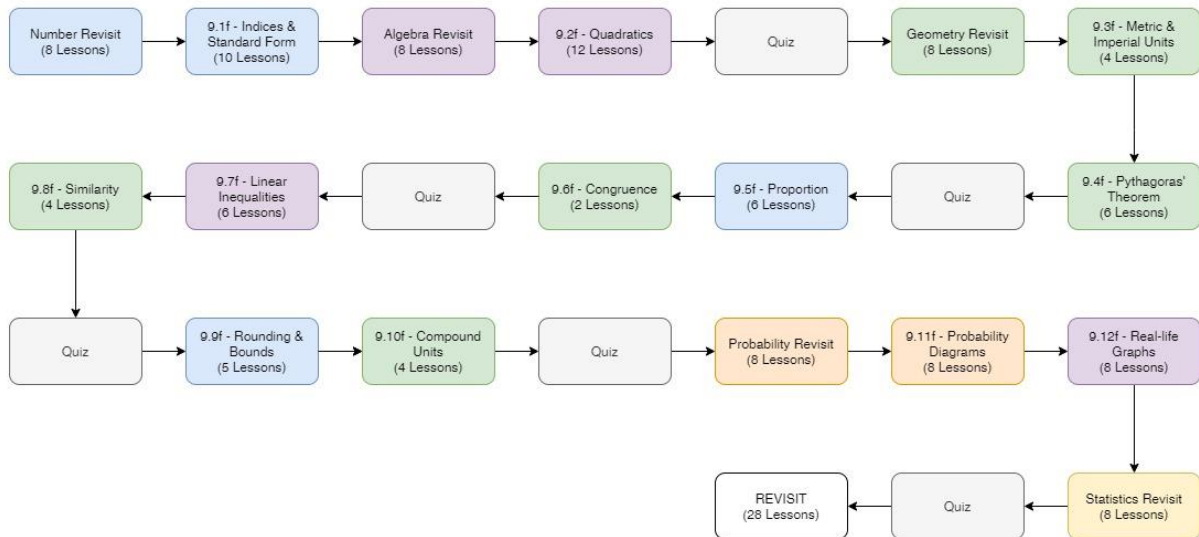 Number Revisit
(8 Lessons)
9.1f - Indices &
Standard Form
(10 Lessons)
Algebra Revisit
(8 Lessons)
9.2f - Quadratics
(12 Lessons)
Quiz
Geometry Revisit
(8 Lessons)
9.3f - Metric &
Imperial Units
(4 Lessons)
9.4f - Pythagoras'
Theorem
(6 Lessons)
Quiz
9.5f - Proportion
(6 Lessons)
9.6f - Congruence
(2 Lessons)
Quiz
9.7f - Linear
Inequalities
(6 Lessons)
9.8f - Similarity
(4 Lessons)
Quiz
9.9f - Rounding &
Bounds
(5 Lessons)
9.10f - Compound
Units
(4 Lessons)
Quiz
Probability Revisit
(8 Lessons)
9.11f - Probability
Diagrams
(8 Lessons)
9.12f - Real-life
Graphs
(8 Lessons)
Statistics Revisit
(8 Lessons)
Quiz
REVISIT
(28 Lessons)